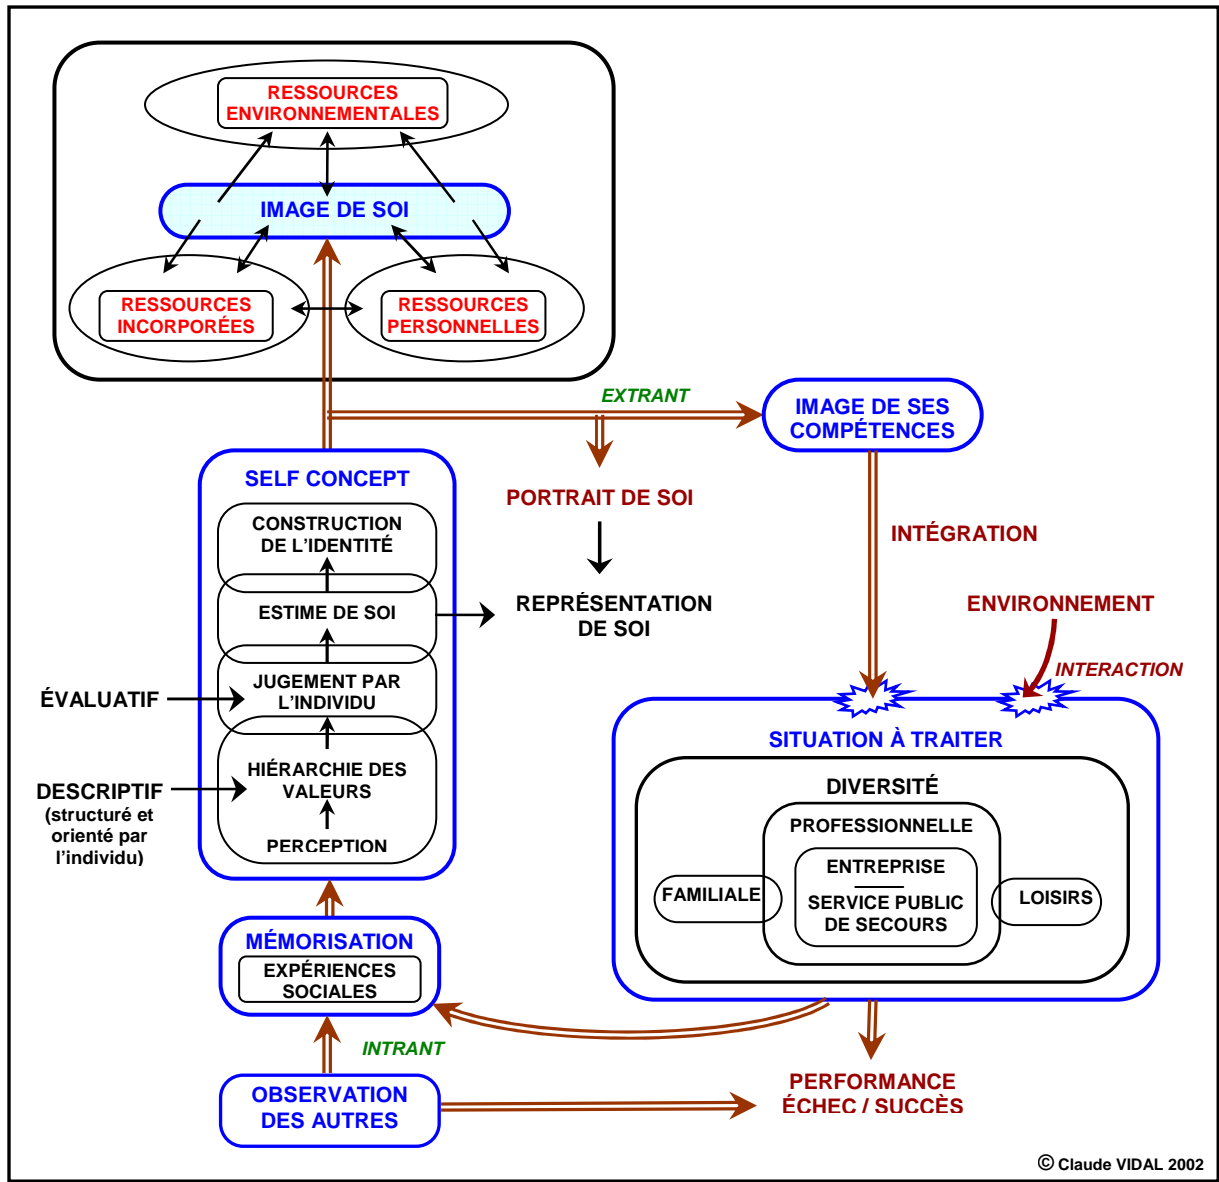 RESSOURCES
ENVIRONNEMENTALES
IMAGE DE SOI
RESSOURCES
INCORPORÉES
RESSOURCES
PERSONNELLES
EXTRANT
IMAGE DE SES
COMPÉTENCES
SELF CONCEPT
CONSTRUCTION
DE L'IDENTITÉ
ESTIME DE SOI
JUGEMENT PAR
L'INDIVIDU
HIÉRARCHIE DES
VALEURS
PERCEPTION
ÉVALUATIF
DESCRIPTIF
(structuré et
orienté par
l'individu)
PORTRAIT DE SOI
REPRÉSENTATION
DE SOI
INTÉGRATION
ENVIRONNEMENT
INTERACTION
SITUATION À TRAITER
DIVERSITÉ
PROFESSIONNELLE
ENTREPRISE
SERVICE PUBLIC
DE SECOURS
FAMILIALE
LOISIRS
MÉMORISATION
EXPÉRIENCES
SOCIALES
INTRANT
OBSERVATION
DES AUTRES
PERFORMANCE
ÉCHEC / SUCCÈS
© Claude VIDAL 2002